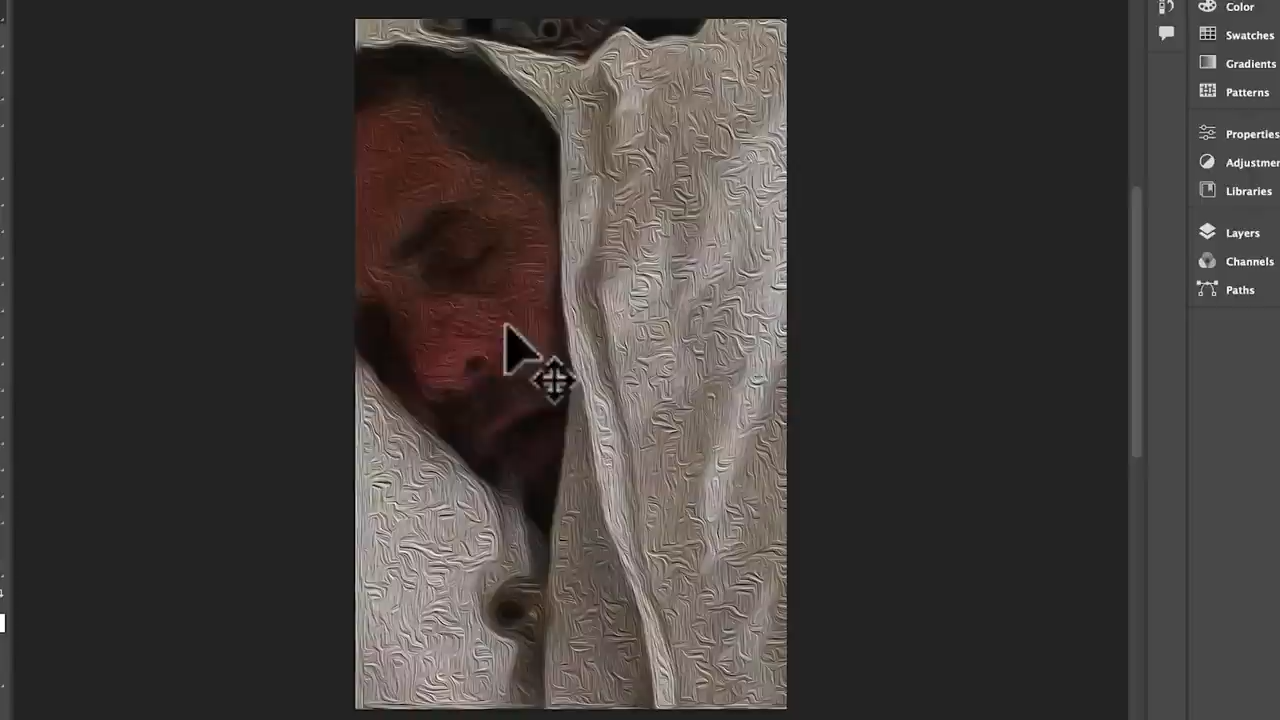 Color
Swatches
Gradients
Patterns
Properties
Adjustmen
Libraries
Layers
Channels
Paths